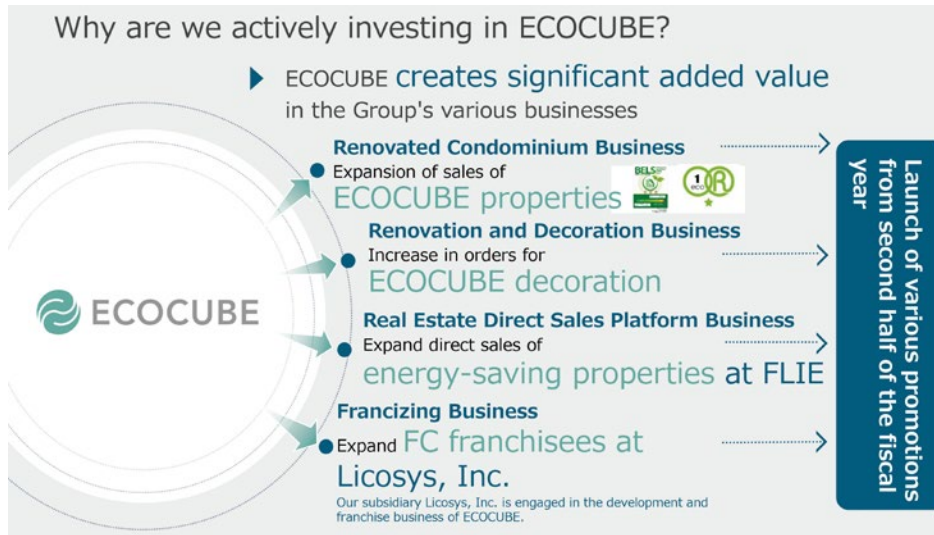 Why are we actively investing in ECOCUBE?
ECOCUBE creates significant added value
in the Group's various businesses
ECOCUBE
Renovated Condominium Business
Expansion of sales of
ECOCUBE properties
BELS
1
eco
R
Renovation and Decoration Business
Increase in orders for
ECOCUBE decoration
Real Estate Direct Sales Platform Business
Expand direct sales of
energy-saving properties at FLIE
Francizing Business
Expand FC franchisees at
Licosys, Inc.
Our subsidiary Licosys, Inc. is engaged in the development and
franchise business of ECOCUBE.
Launch of various promotions
from second half of the fiscal
year